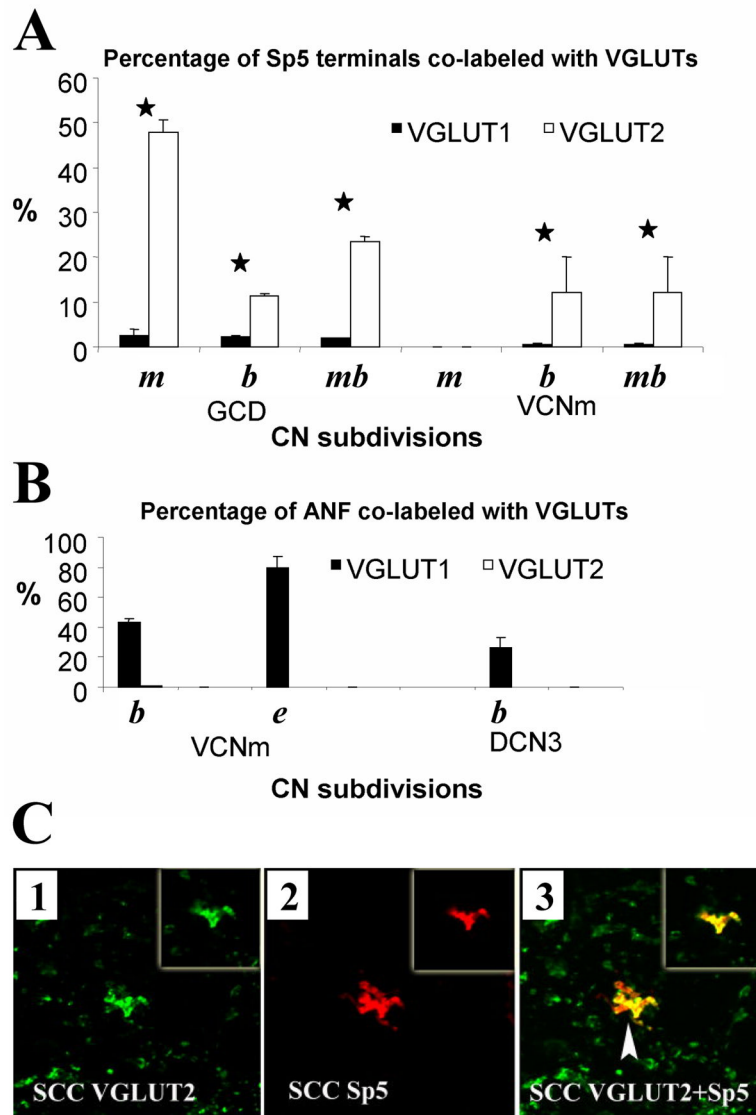 A
Percentage of Sp5 terminals co-labeled with VGLUTs
60
50
40
30
20
10
0
%
VGLUT1 VGLUT2
m b mb m b mb
GCD VCNm
CN subdivisions
B
Percentage of ANF co-labeled with VGLUTs
100
80
60
40
20
0
%
VGLUT1 VGLUT2
b e b
VCNm DCN3
CN subdivisions
C
1 2 3
SCC VGLUT2 SCC Sp5 SCC VGLUT2+Sp5